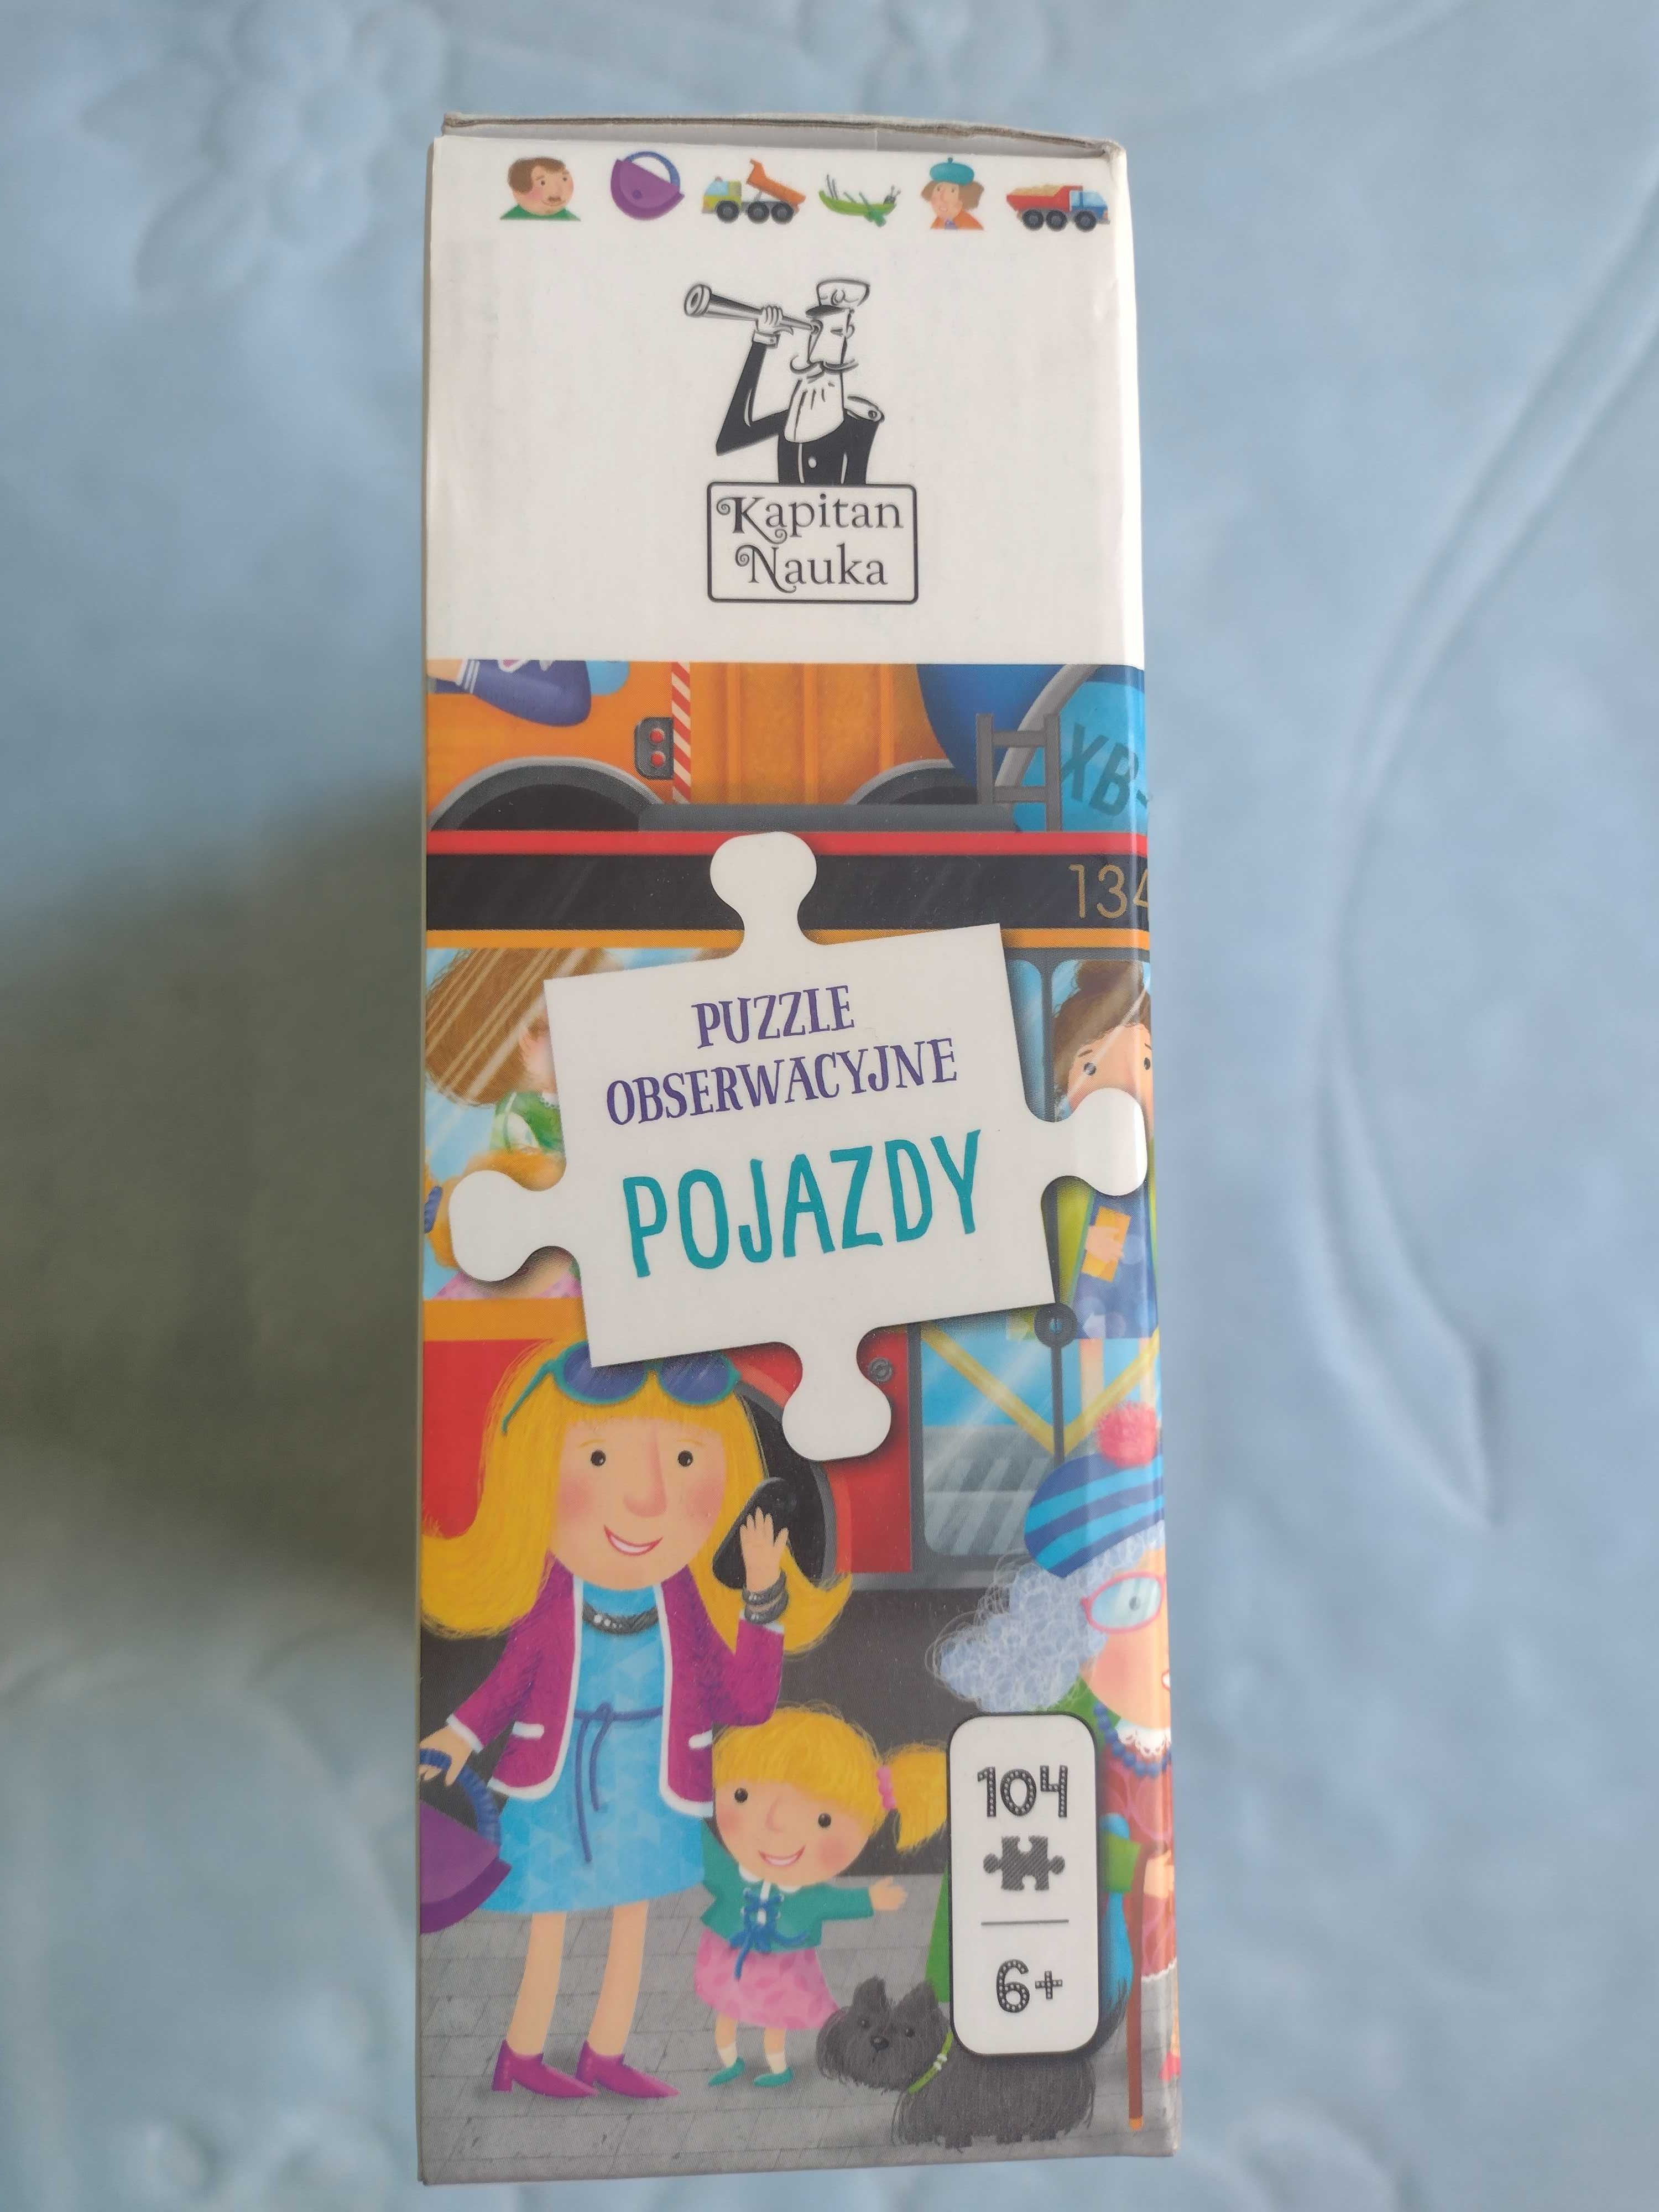 Kapitan
Nauka
XB-
134
PUZZLE
OBSERWACYJNE
POJAZDY
104
6+